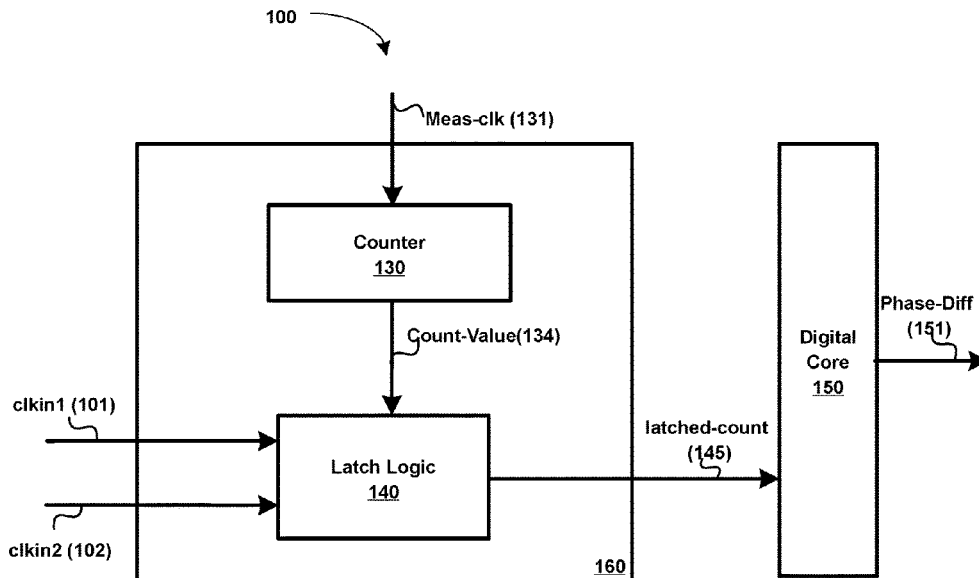 100
Meas-clk (131)
Counter
130
Count-Value(134)
Phase-Diff
(151)
Digital
Core
150
clkin1 (101)
latched-count
(145)
Latch Logic
140
clkin2 (102)
160